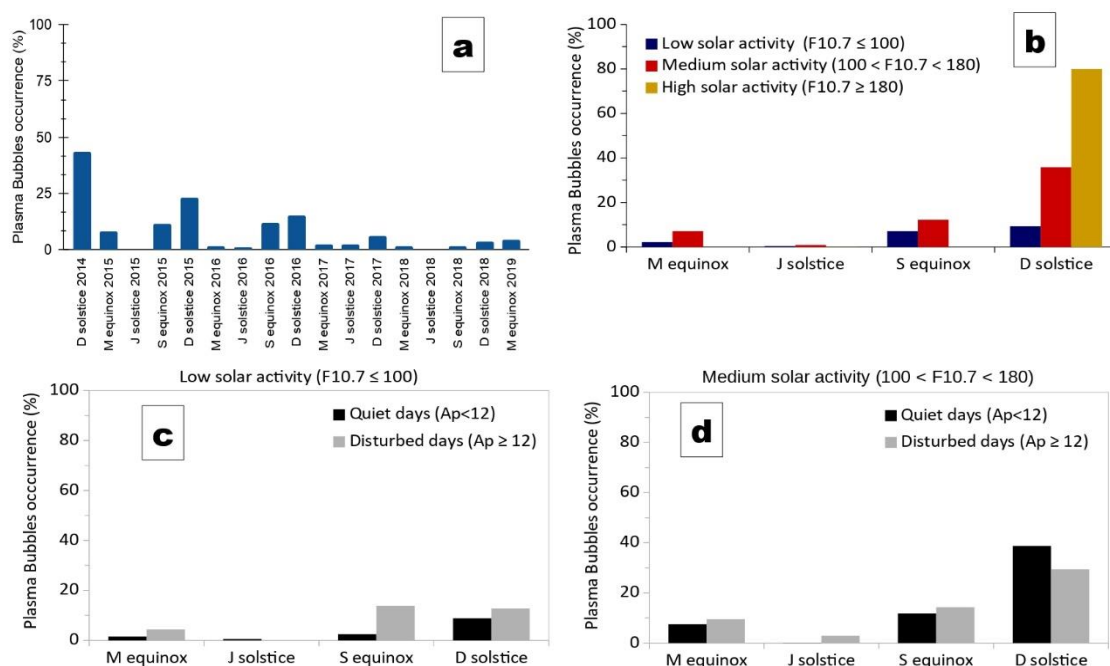 a
Plasma Bubbles occurrence (%)
100
75
50
25
0
D solstice 2014
M equinox 2015
J solstice 2015
S equinox 2015
D solstice 2015
M equinox 2016
J solstice 2016
S equinox 2016
D solstice 2016
M equinox 2017
J solstice 2017
S equinox 2017
D solstice 2017
M equinox 2018
J solstice 2018
S equinox 2018
D solstice 2018
M equinox 2019
b
Low solar activity (F10.7 ≤ 100)
Medium solar activity (100 < F10.7 < 180)
High solar activity (F10.7 ≥ 180)
Plasma Bubbles occurrence (%)
100
80
60
40
20
0
M equinox J solstice S equinox D solstice
Low solar activity (F10.7 ≤ 100)
c
Quiet days (Ap<12)
Disturbed days (Ap ≥ 12)
Plasma Bubbles occcurrence (%)
100
80
60
40
20
0
M equinox J solstice S equinox D solstice
Medium solar activity (100 < F10.7 < 180)
d
Quiet days (Ap<12)
Disturbed days (Ap ≥ 12)
Plasma Bubbles occurrence (%)
100
80
60
40
20
0
M equinox J solstice S equinox D solstice